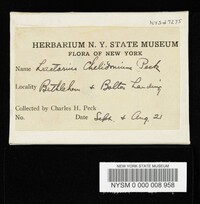 NYSd7275
HERBARIUM N. Y. STATE MUSEUM
FLORA OF NEW YORK
Name Lactarius Chelidonium Peck
Locality Bethlehem & Bolton Landing
Collected by Charles H. Peck
No. Date Sept. & Aug. 21
NEW YORK STATE MUSEUM
NYSM 0 000 008 958